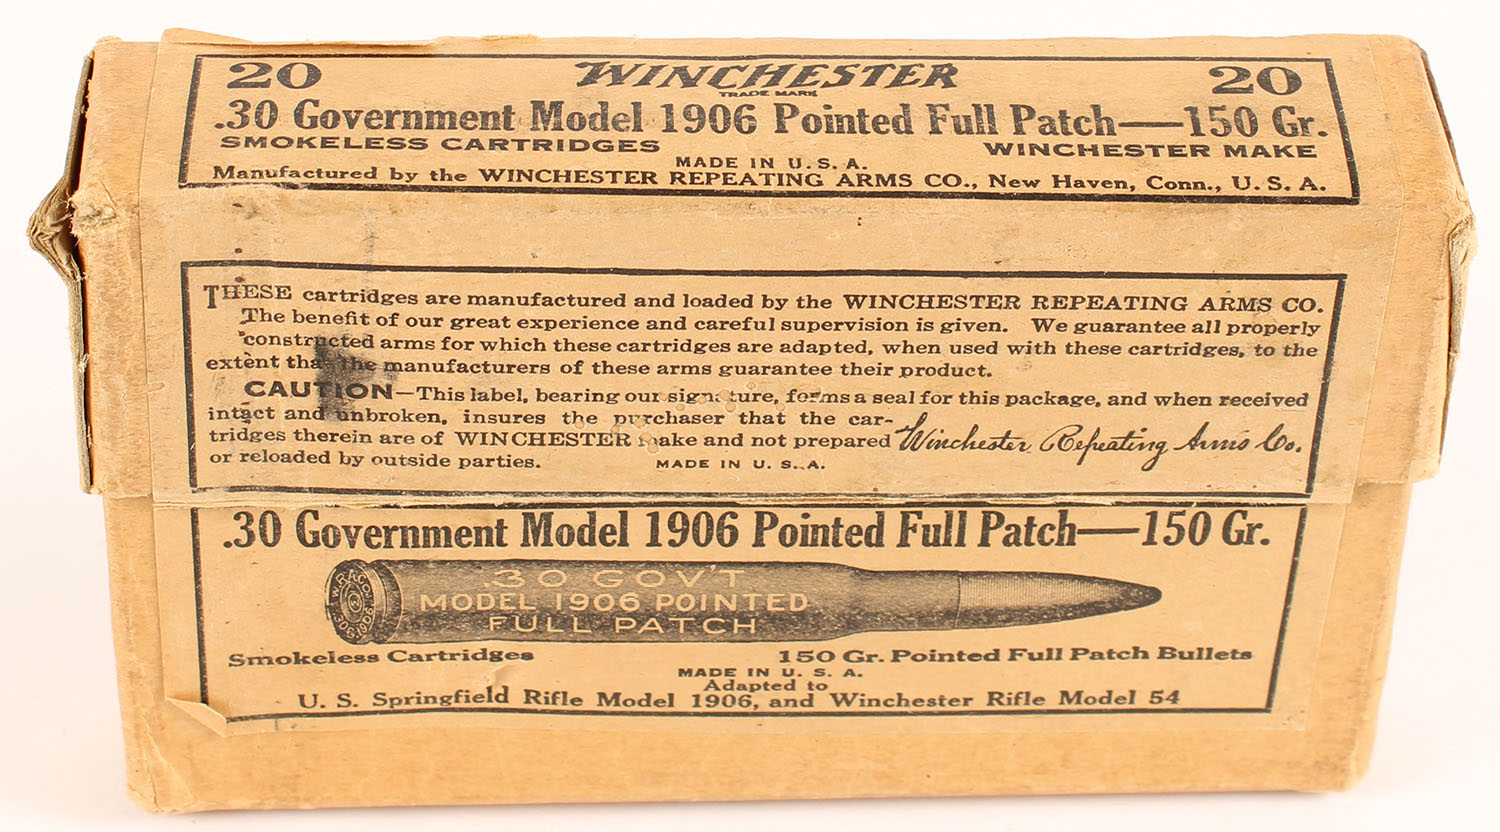 20 WINCHESTER 20
TRADE MARK
.30 Government Model 1906 Pointed Full Patch—150 Gr.
SMOKELESS CARTRIDGES WINCHESTER MAKE
MADE IN U.S.A.
Manufactured by the WINCHESTER REPEATING ARMS CO., New Haven, Conn., U. S. A.
THESE cartridges are manufactured and loaded by the WINCHESTER REPEATING ARMS CO.
The benefit of our great experience and careful supervision is given. We guarantee all properly
constructed arms for which these cartridges are adapted, when used with these cartridges, to the
extent that the manufacturers of these arms guarantee their product.
CAUTION—This label, bearing our signature, forms a seal for this package, and when received
intact and unbroken, insures the purchaser that the car-
tridges therein are of WINCHESTER make and not prepared Winchester Repeating Arms Co.
or reloaded by outside parties. MADE IN U. S. A.
.30 Government Model 1906 Pointed Full Patch—150 Gr.
W.R.A.CO.
W
30G.1906
.30 GOV'T
MODEL 1906 POINTED
FULL PATCH
Smokeless Cartridges 150 Gr. Pointed Full Patch Bullets
MADE IN U. S. A.
Adapted to
U. S. Springfield Rifle Model 1906, and Winchester Rifle Model 54